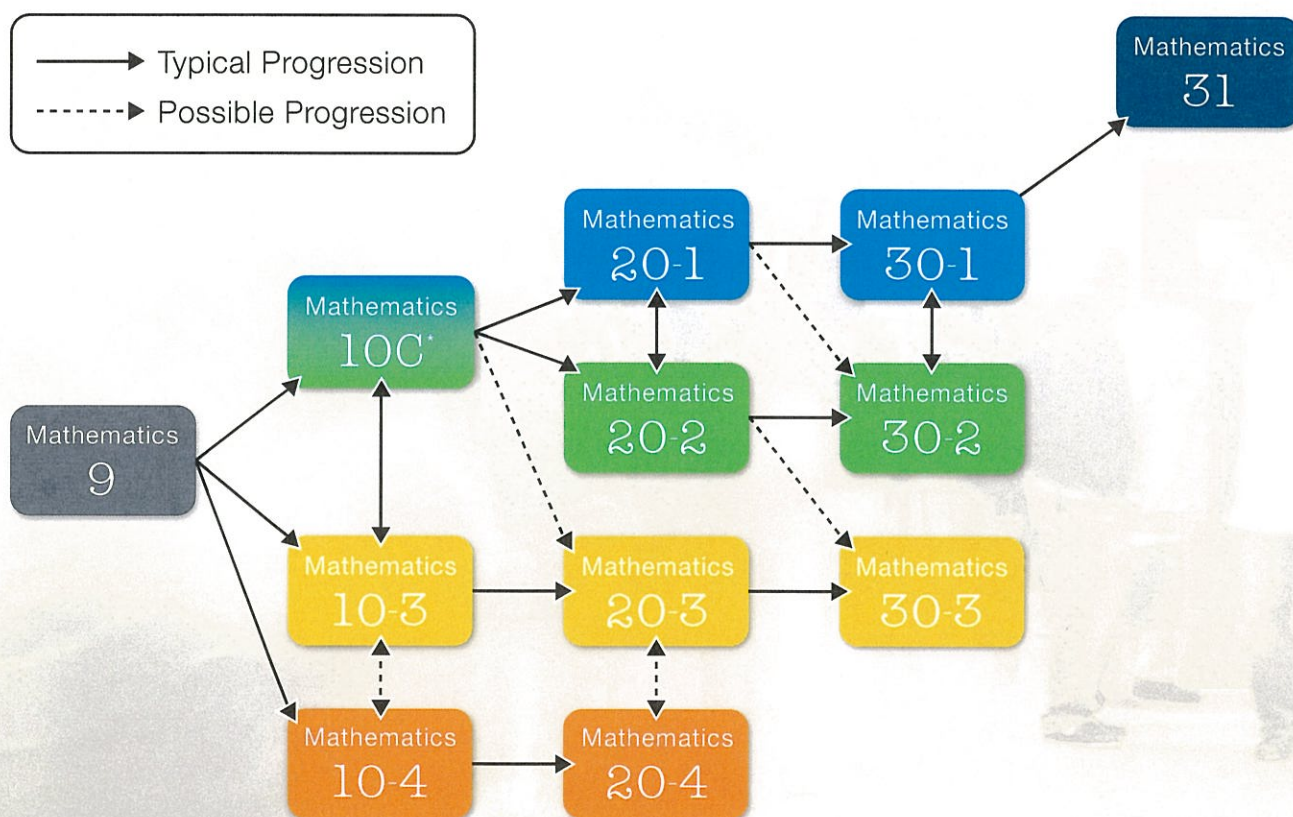 Typical Progression
Possible Progression
Mathematics
31
Mathematics
20-1
Mathematics
30-1
Mathematics
10C*
Mathematics
20-2
Mathematics
30-2
Mathematics
9
Mathematics
10-3
Mathematics
20-3
Mathematics
30-3
Mathematics
10-4
Mathematics
20-4